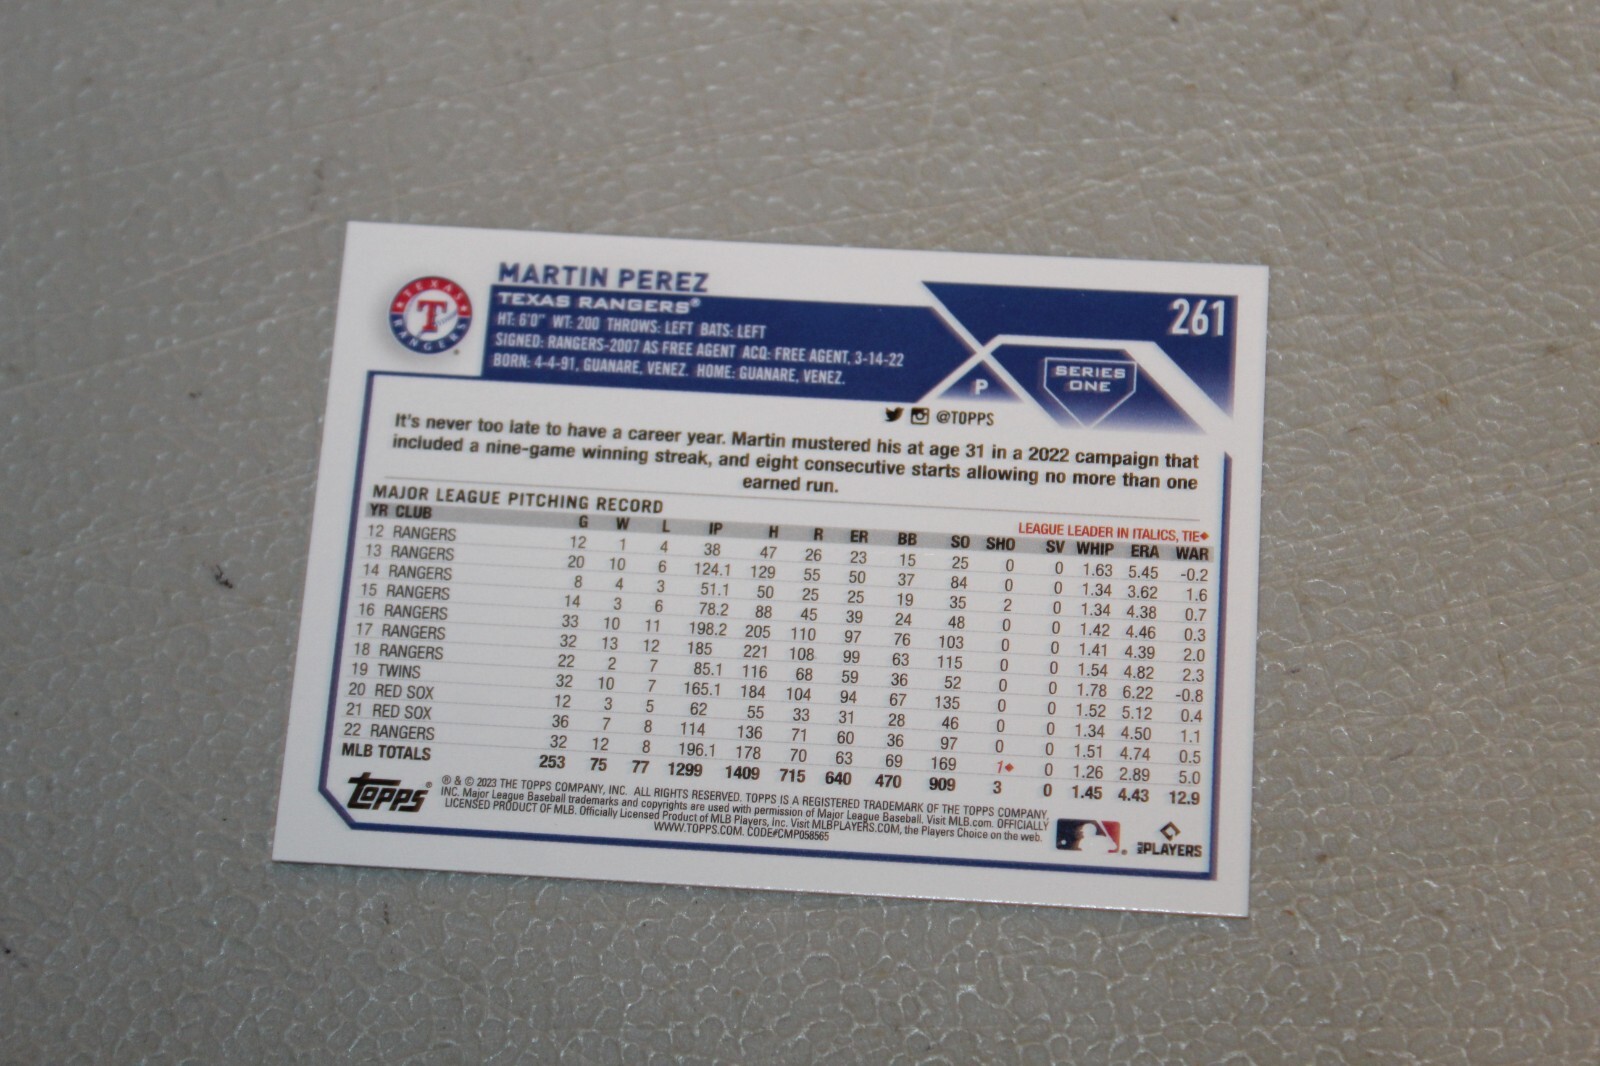 MARTIN PEREZ
261
TEXAS RANGERS®
HT: 6'0" WT: 200 THROWS: LEFT BATS: LEFT
SIGNED: RANGERS-2007 AS FREE AGENT ACQ: FREE AGENT, 3-14-22
BORN: 4-4-91, GUANARE, VENEZ. HOME: GUANARE, VENEZ.
TEXAS RANGERS T
P
SERIES ONE
@TOPPS
It's never too late to have a career year. Martin mustered his at age 31 in a 2022 campaign that
included a nine-game winning streak, and eight consecutive starts allowing no more than one
earned run.
MAJOR LEAGUE PITCHING RECORD
LEAGUE LEADER IN ITALICS, TIE◆
YR CLUB G W L IP H R ER BB SO SHO SV WHIP ERA WAR
12 RANGERS 12 1 4 38 47 26 23 15 25 0 0 1.63 5.45 -0.2
13 RANGERS 20 10 6 124.1 129 55 50 37 84 0 0 1.34 3.62 1.6
14 RANGERS 8 4 3 51.1 50 25 25 19 35 2 0 1.34 4.38 0.7
15 RANGERS 14 3 6 78.2 88 45 39 24 48 0 0 1.42 4.46 0.3
16 RANGERS 33 10 11 198.2 205 110 97 76 103 0 0 1.41 4.39 2.0
17 RANGERS 32 13 12 185 221 108 99 63 115 0 0 1.54 4.82 2.3
18 RANGERS 22 2 7 85.1 116 68 59 36 52 0 0 1.78 6.22 -0.8
19 TWINS 32 10 7 165.1 184 104 94 67 135 0 0 1.52 5.12 0.4
20 RED SOX 12 3 5 62 55 33 31 28 46 0 0 1.34 4.50 1.1
21 RED SOX 36 7 8 114 136 71 60 36 97 0 0 1.51 4.74 0.5
22 RANGERS 32 12 8 196.1 178 70 63 69 169 1◆ 0 1.26 2.89 5.0
MLB TOTALS 253 75 77 1299 1409 715 640 470 909 3 0 1.45 4.43 12.9
Topps®
® & © 2023 THE TOPPS COMPANY, INC. ALL RIGHTS RESERVED. TOPPS IS A REGISTERED TRADEMARK OF THE TOPPS COMPANY,
INC. Major League Baseball trademarks and copyrights are used with permission of Major League Baseball. Visit MLB.com. OFFICIALLY
LICENSED PRODUCT OF MLB. Officially Licensed Product of MLB Players, Inc. Visit MLBPLAYERS.COM, the Players Choice on the web.
WWW.TOPPS.COM. CODE#CMP058565
MLB PLAYERS